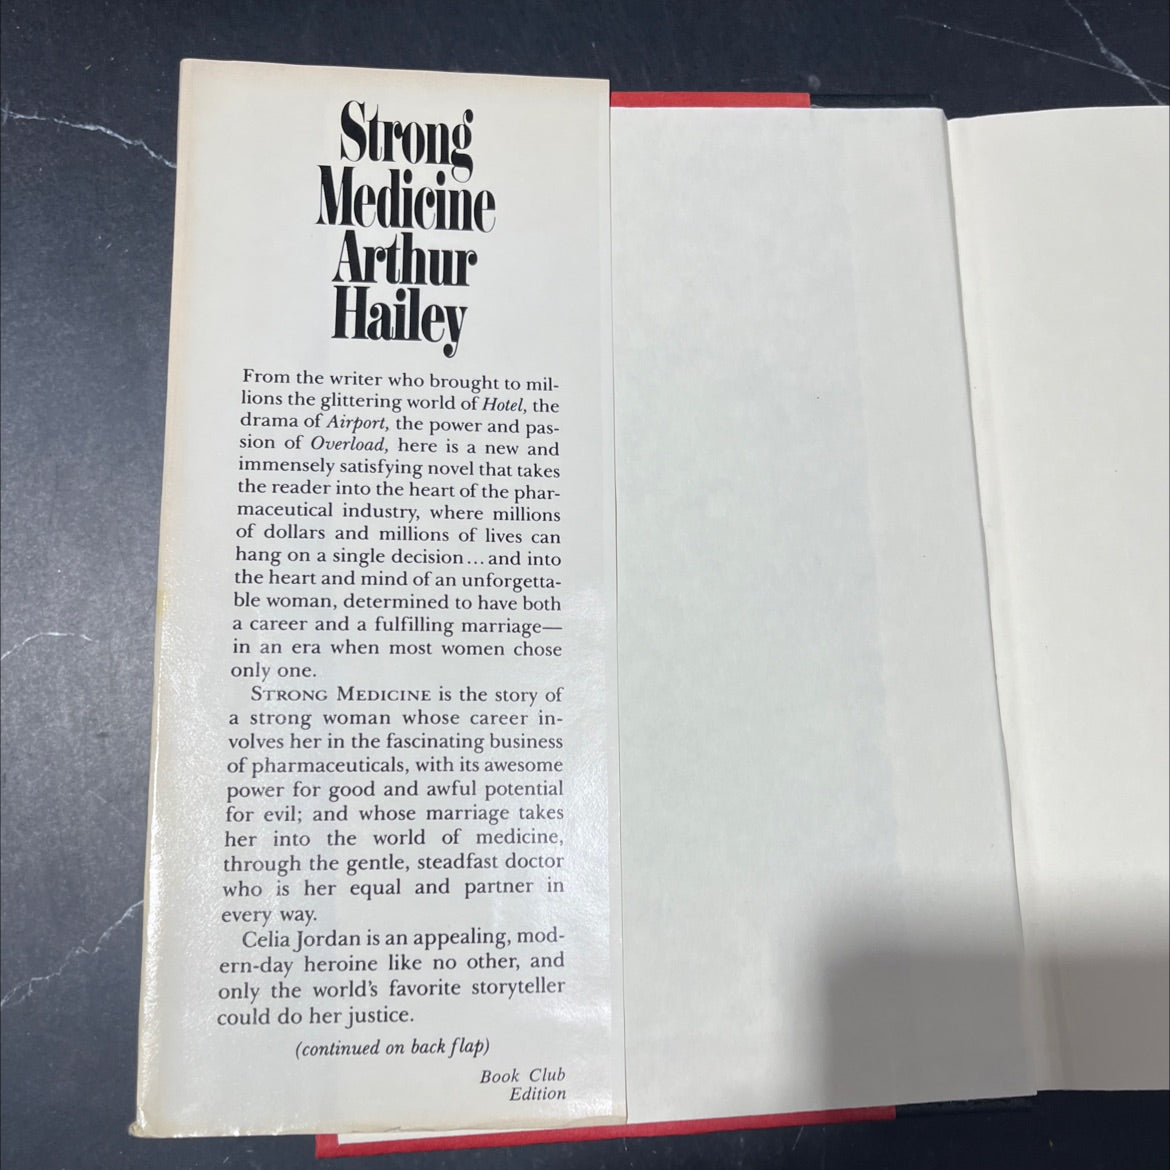 Strong
Medicine
Arthur
Hailey
From the writer who brought to mil-
lions the glittering world of Hotel, the
drama of Airport, the power and pas-
sion of Overload, here is a new and
immensely satisfying novel that takes
the reader into the heart of the phar-
maceutical industry, where millions
of dollars and millions of lives can
hang on a single decision...and into
the heart and mind of an unforgetta-
ble woman, determined to have both
a career and a fulfilling marriage—
in an era when most women chose
only one.
STRONG MEDICINE is the story of
a strong woman whose career in-
volves her in the fascinating business
of pharmaceuticals, with its awesome
power for good and awful potential
for evil; and whose marriage takes
her into the world of medicine,
through the gentle, steadfast doctor
who is her equal and partner in
every way.
Celia Jordan is an appealing, mod-
ern-day heroine like no other, and
only the world's favorite storyteller
could do her justice.
(continued on back flap)
Book Club
Edition